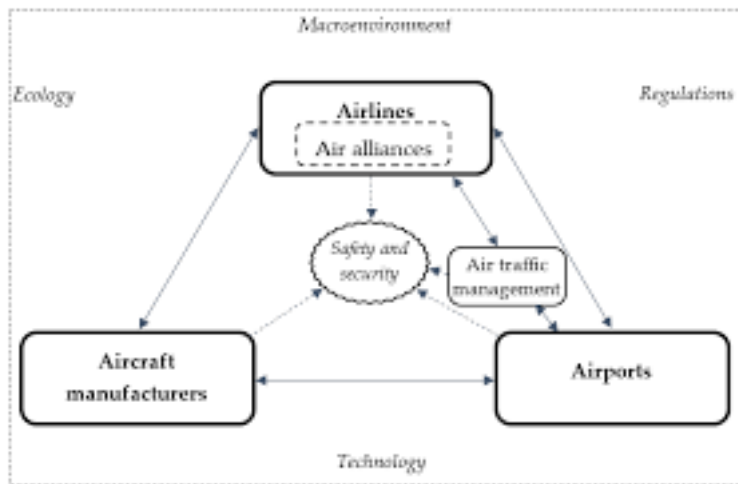 Macroenvironment
Ecology
Regulations
Airlines
Air alliances
Safety and
security
Air traffic
management
Aircraft
manufacturers
Airports
Technology